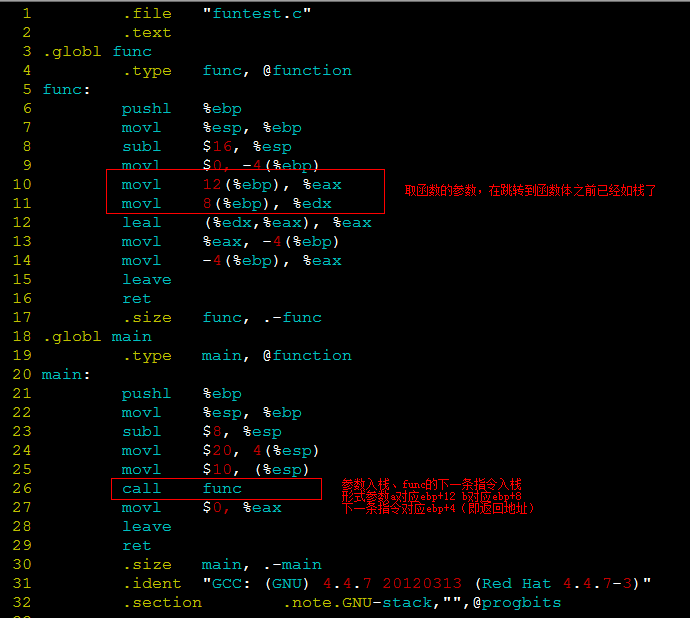 1 .file "funtest.c"
2 .text
3 .globl func
4 .type func, @function
5 func:
6 pushl %ebp
7 movl %esp, %ebp
8 subl $16, %esp
9 movl $0, -4(%ebp)
10 movl 12(%ebp), %eax
11 movl 8(%ebp), %edx
取函数的参数，在跳转到函数体之前已经如栈了
12 leal (%edx,%eax), %eax
13 movl %eax, -4(%ebp)
14 movl -4(%ebp), %eax
15 leave
16 ret
17 .size func, .-func
18 .globl main
19 .type main, @function
20 main:
21 pushl %ebp
22 movl %esp, %ebp
23 subl $8, %esp
24 movl $20, 4(%esp)
25 movl $10, (%esp)
26 call func
参数入栈、func的下一条指令入栈
形式参数a对应ebp+12 b对应ebp+8
下一条指令对应ebp+4（即返回地址）
27 movl $0, %eax
28 leave
29 ret
30 .size main, .-main
31 .ident "GCC: (GNU) 4.4.7 20120313 (Red Hat 4.4.7-3)"
32 .section .note.GNU-stack,"",@progbits